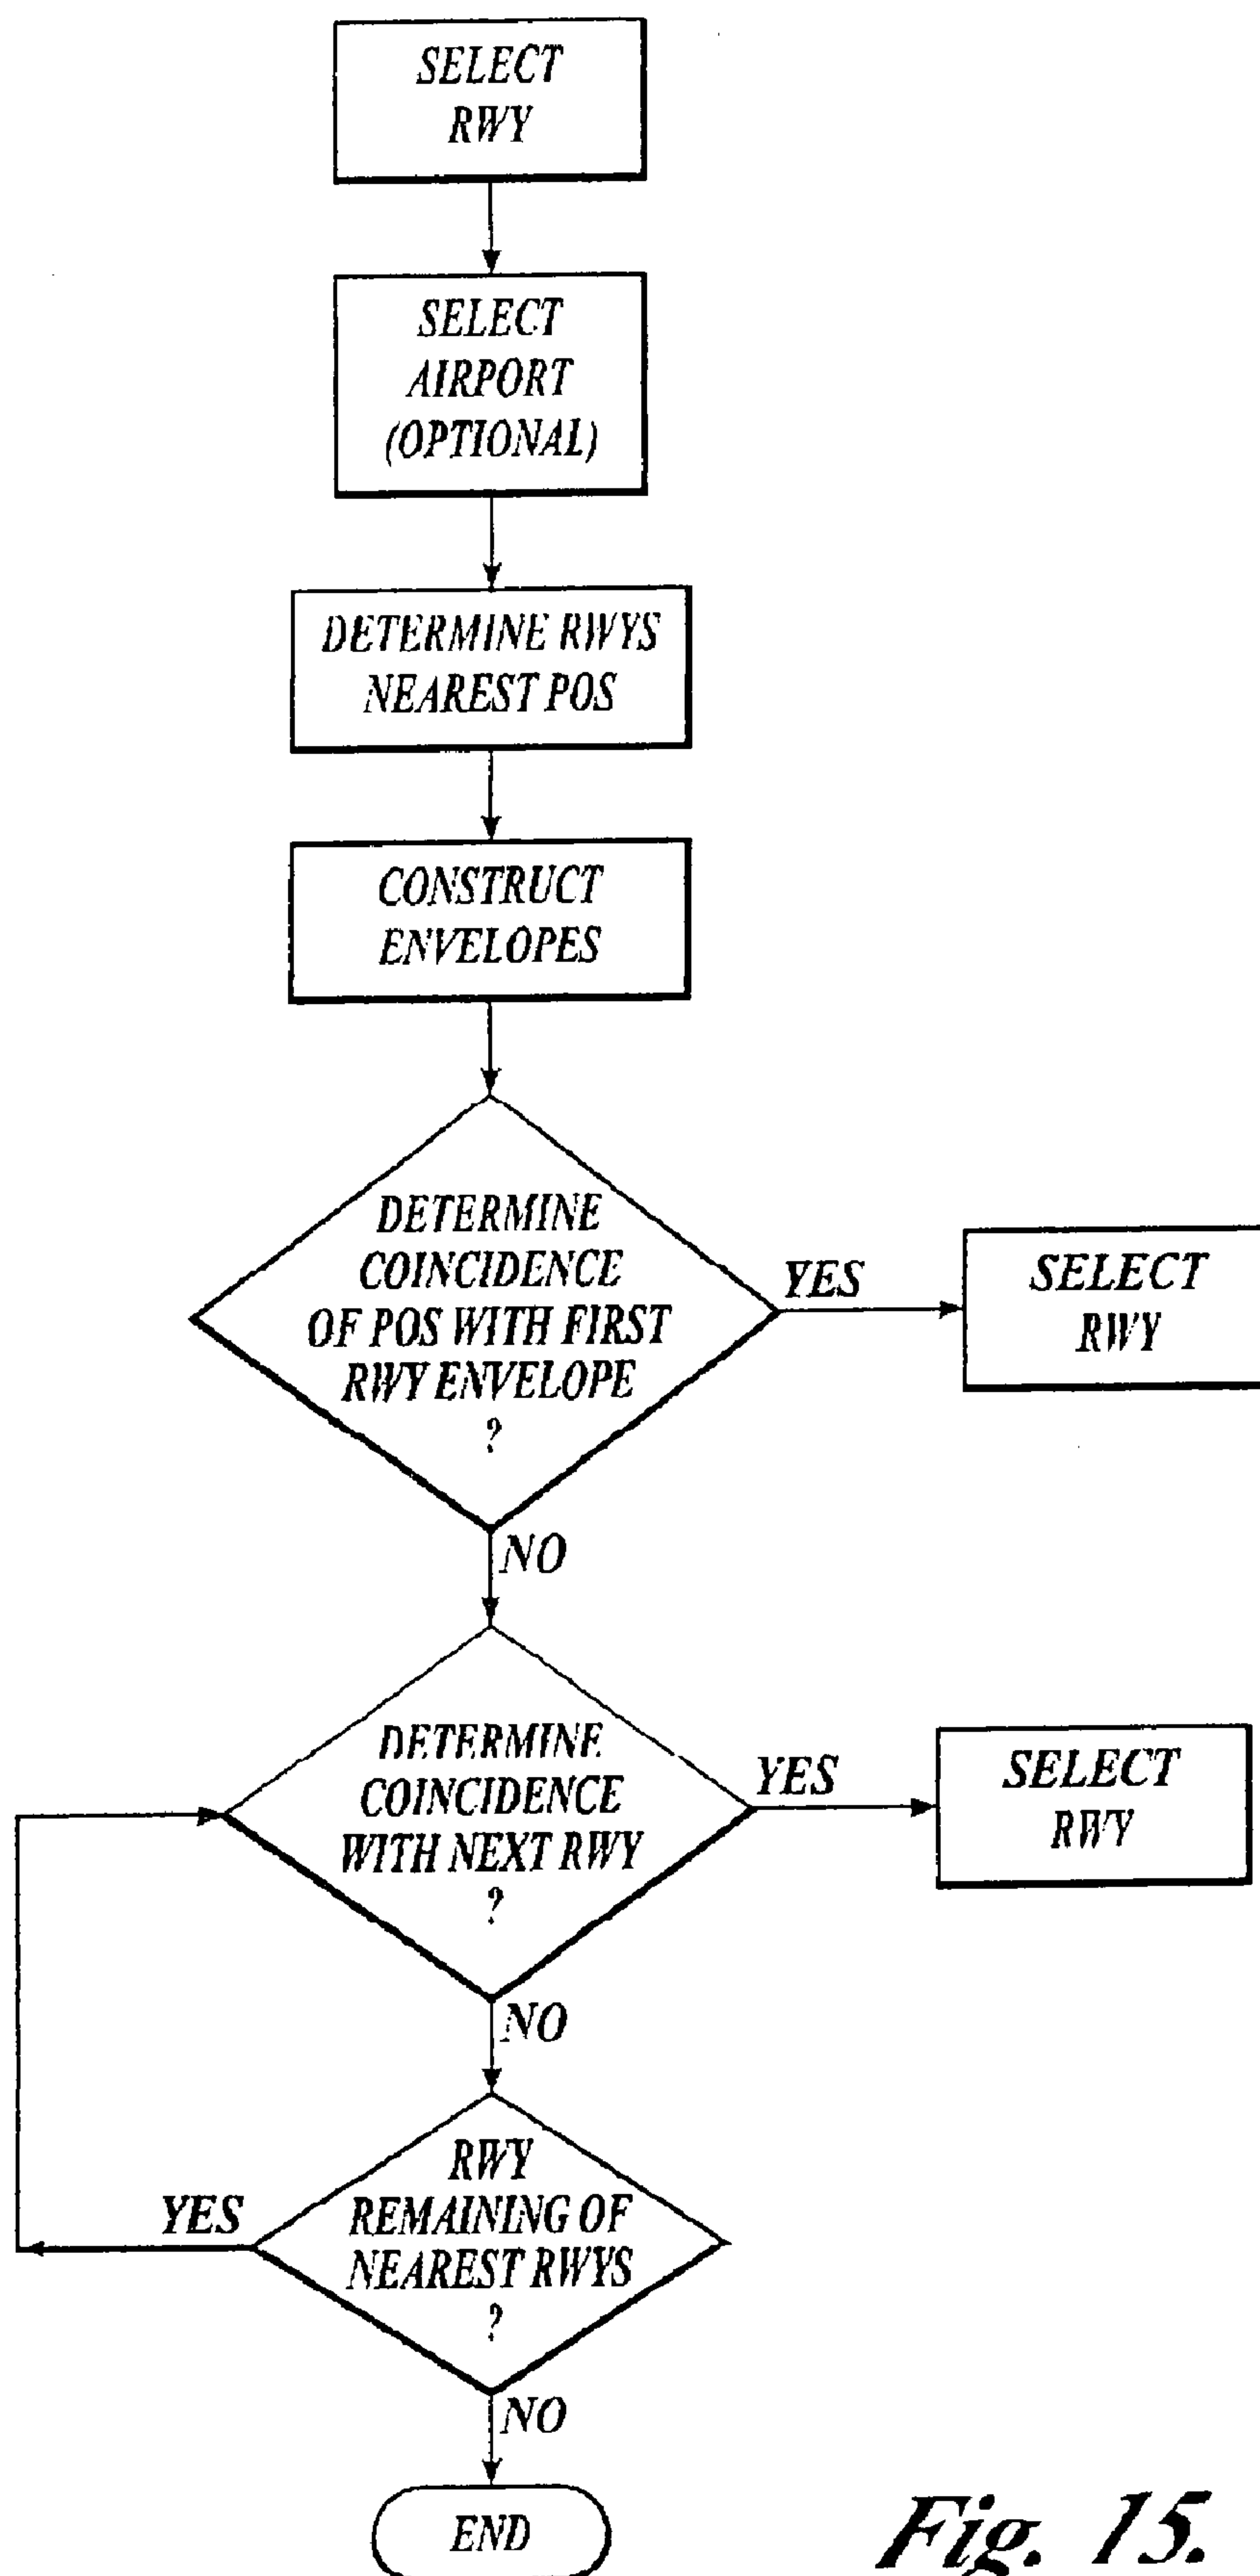 SELECT
RWY
SELECT
AIRPORT
(OPTIONAL)
DETERMINE RWYS
NEAREST POS
CONSTRUCT
ENVELOPES
DETERMINE
COINCIDENCE
OF POS WITH FIRST
RWY ENVELOPE
?
YES
SELECT
RWY
NO
DETERMINE
COINCIDENCE
WITH NEXT RWY
?
YES
SELECT
RWY
NO
RWY
REMAINING OF
NEAREST RWYS
?
YES
NO
END
Fig. 15.